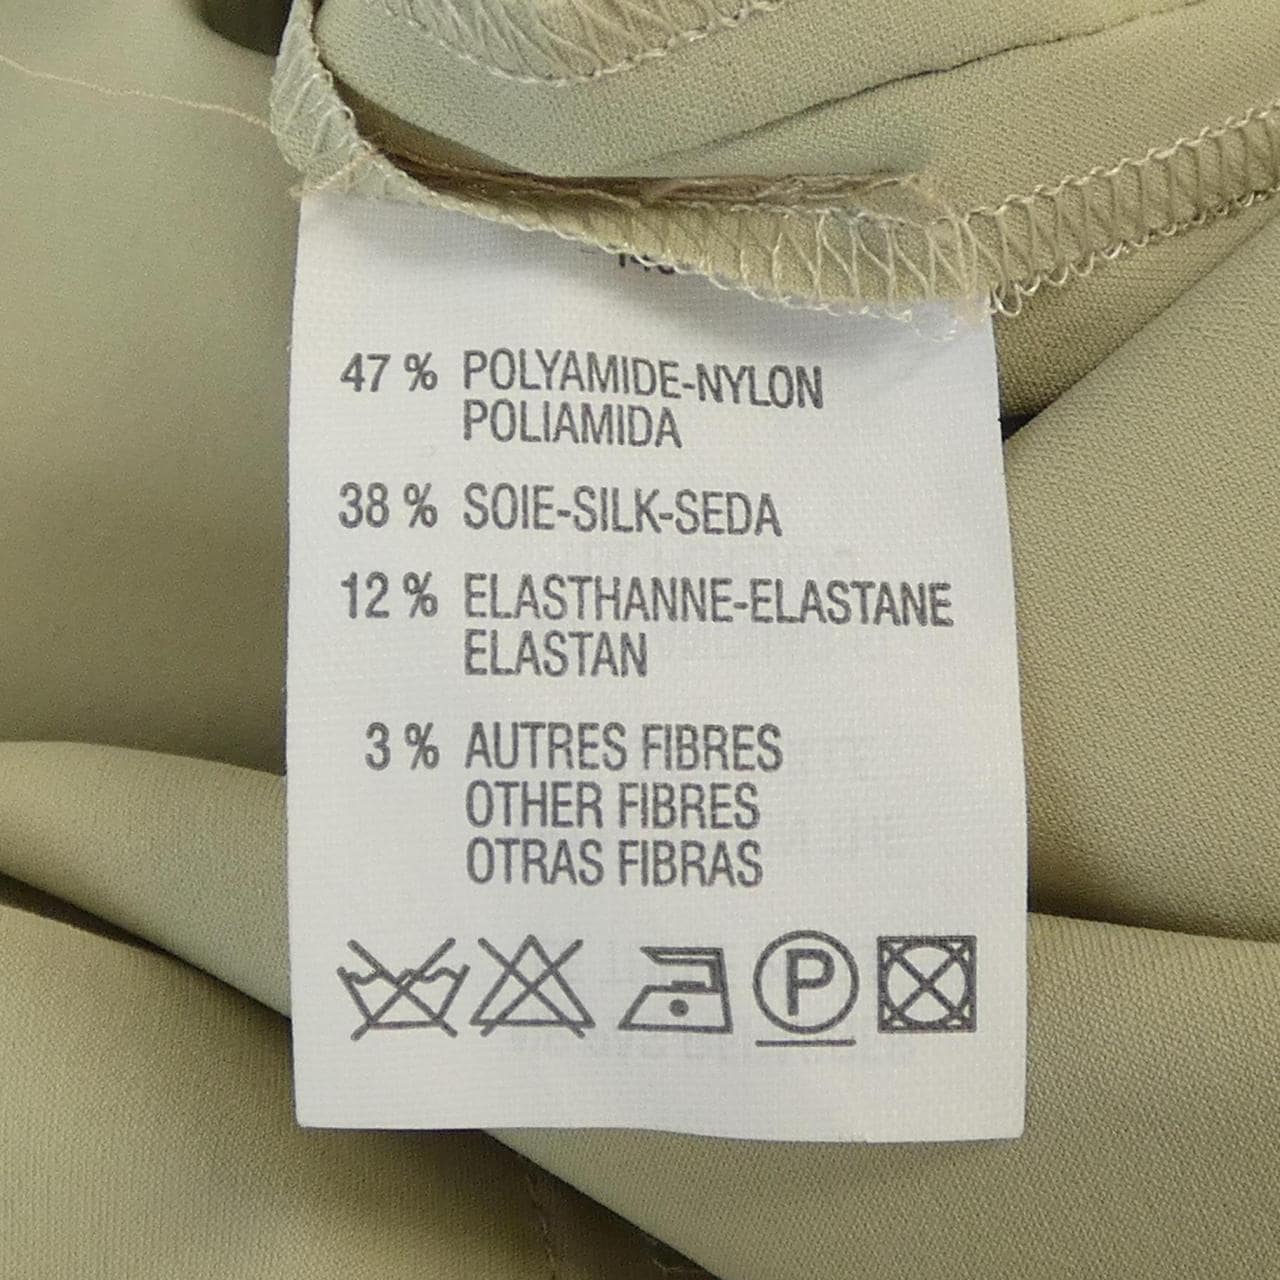 47 % POLYAMIDE-NYLON
POLIAMIDA
38 % SOIE-SILK-SEDA
12 % ELASTHANNE-ELASTANE
ELASTAN
3 % AUTRES FIBRES
OTHER FIBRES
OTRAS FIBRAS
P